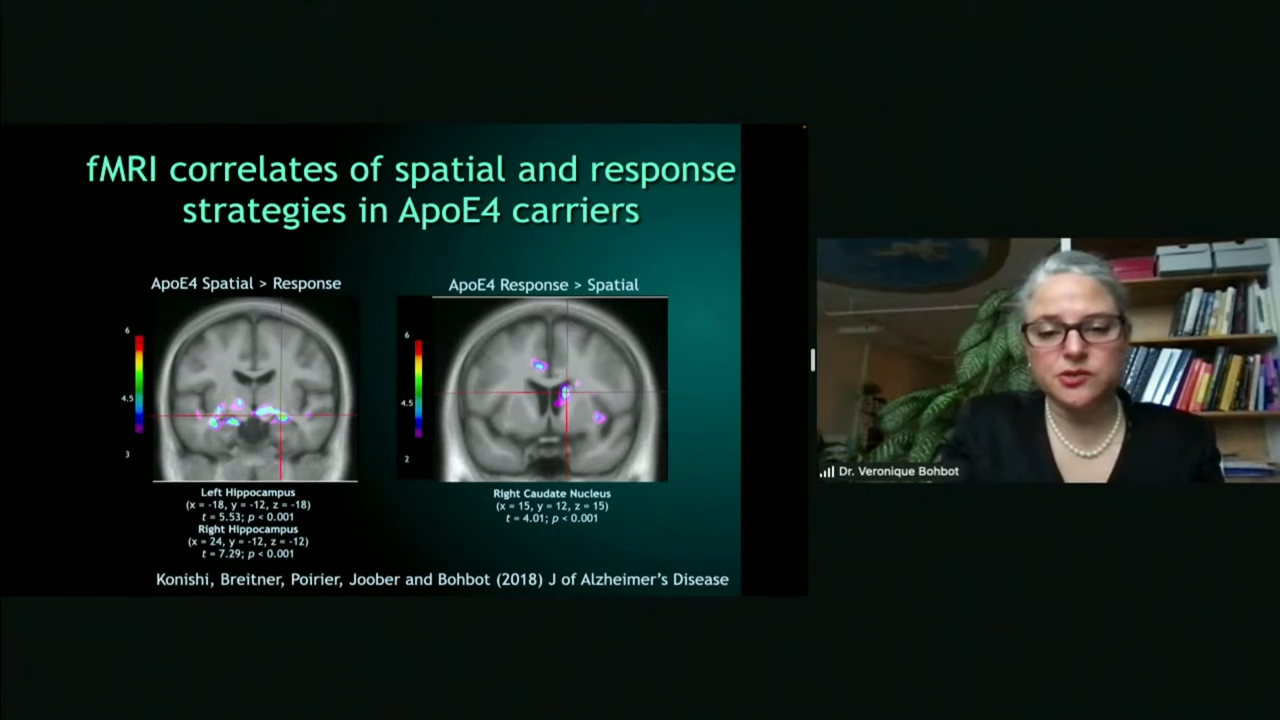 fMRI correlates of spatial and response
strategies in ApoE4 carriers
ApoE4 Spatial > Response
ApoE4 Response > Spatial
6
4.5
3
6
4.5
2
Left Hippocampus
(x = -18, y = -12, z = -18)
t = 5.53; p < 0.001
Right Hippocampus
(x = 24, y = -12, z = -12)
t = 7.29; p < 0.001
Right Caudate Nucleus
(x = 15, y = 12, z = 15)
t = 4.01; p < 0.001
Konishi, Breitner, Poirier, Joober and Bohbot (2018) J of Alzheimer's Disease
Dr. Veronique Bohbot